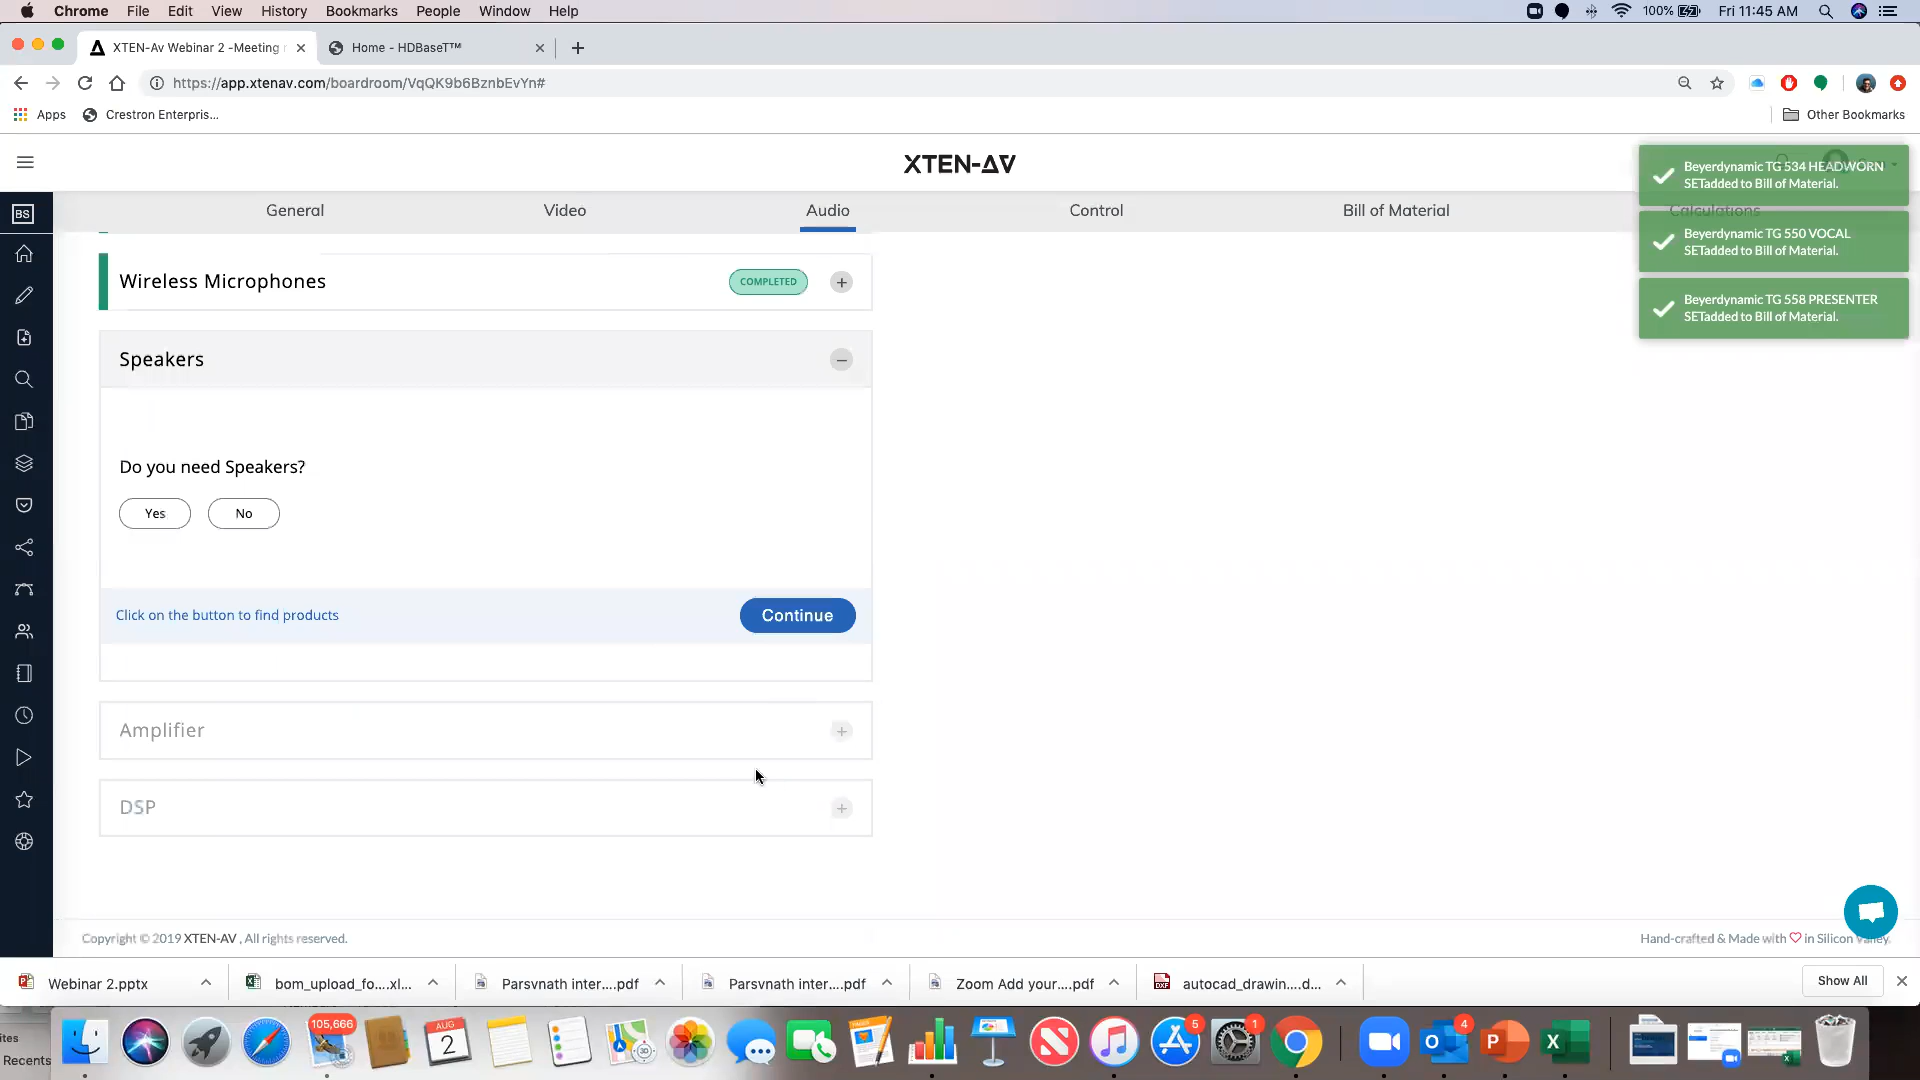 Chrome File Edit View History Bookmarks People Window Help 100% Fri 11:45 AM
XTEN-Av Webinar 2 -Meeting Home - HDBaseT™
https://app.xtenav.com/boardroom/VqQK9b6BznbEvYn#
Apps Crestron Enterpris... Other Bookmarks
XTEN-AV
BS
General Video Audio Control Bill of Material Calculations
Beyerdynamic TG 534 HEADWORN
SETadded to Bill of Material.
Beyerdynamic TG 550 VOCAL
SETadded to Bill of Material.
Beyerdynamic TG 558 PRESENTER
SETadded to Bill of Material.
Wireless Microphones COMPLETED
Speakers
Do you need Speakers?
Yes No
Click on the button to find products Continue
Amplifier
DSP
Copyright © 2019 XTEN-AV , All rights reserved. Hand-crafted & Made with in Silicon Valley.
Webinar 2.pptx bom_upload_fo....xl... Parsvnath inter....pdf Parsvnath inter....pdf Zoom Add your....pdf autocad_drawin....d... Show All
ites
Recents
105,666
AUG
2
5
1
4